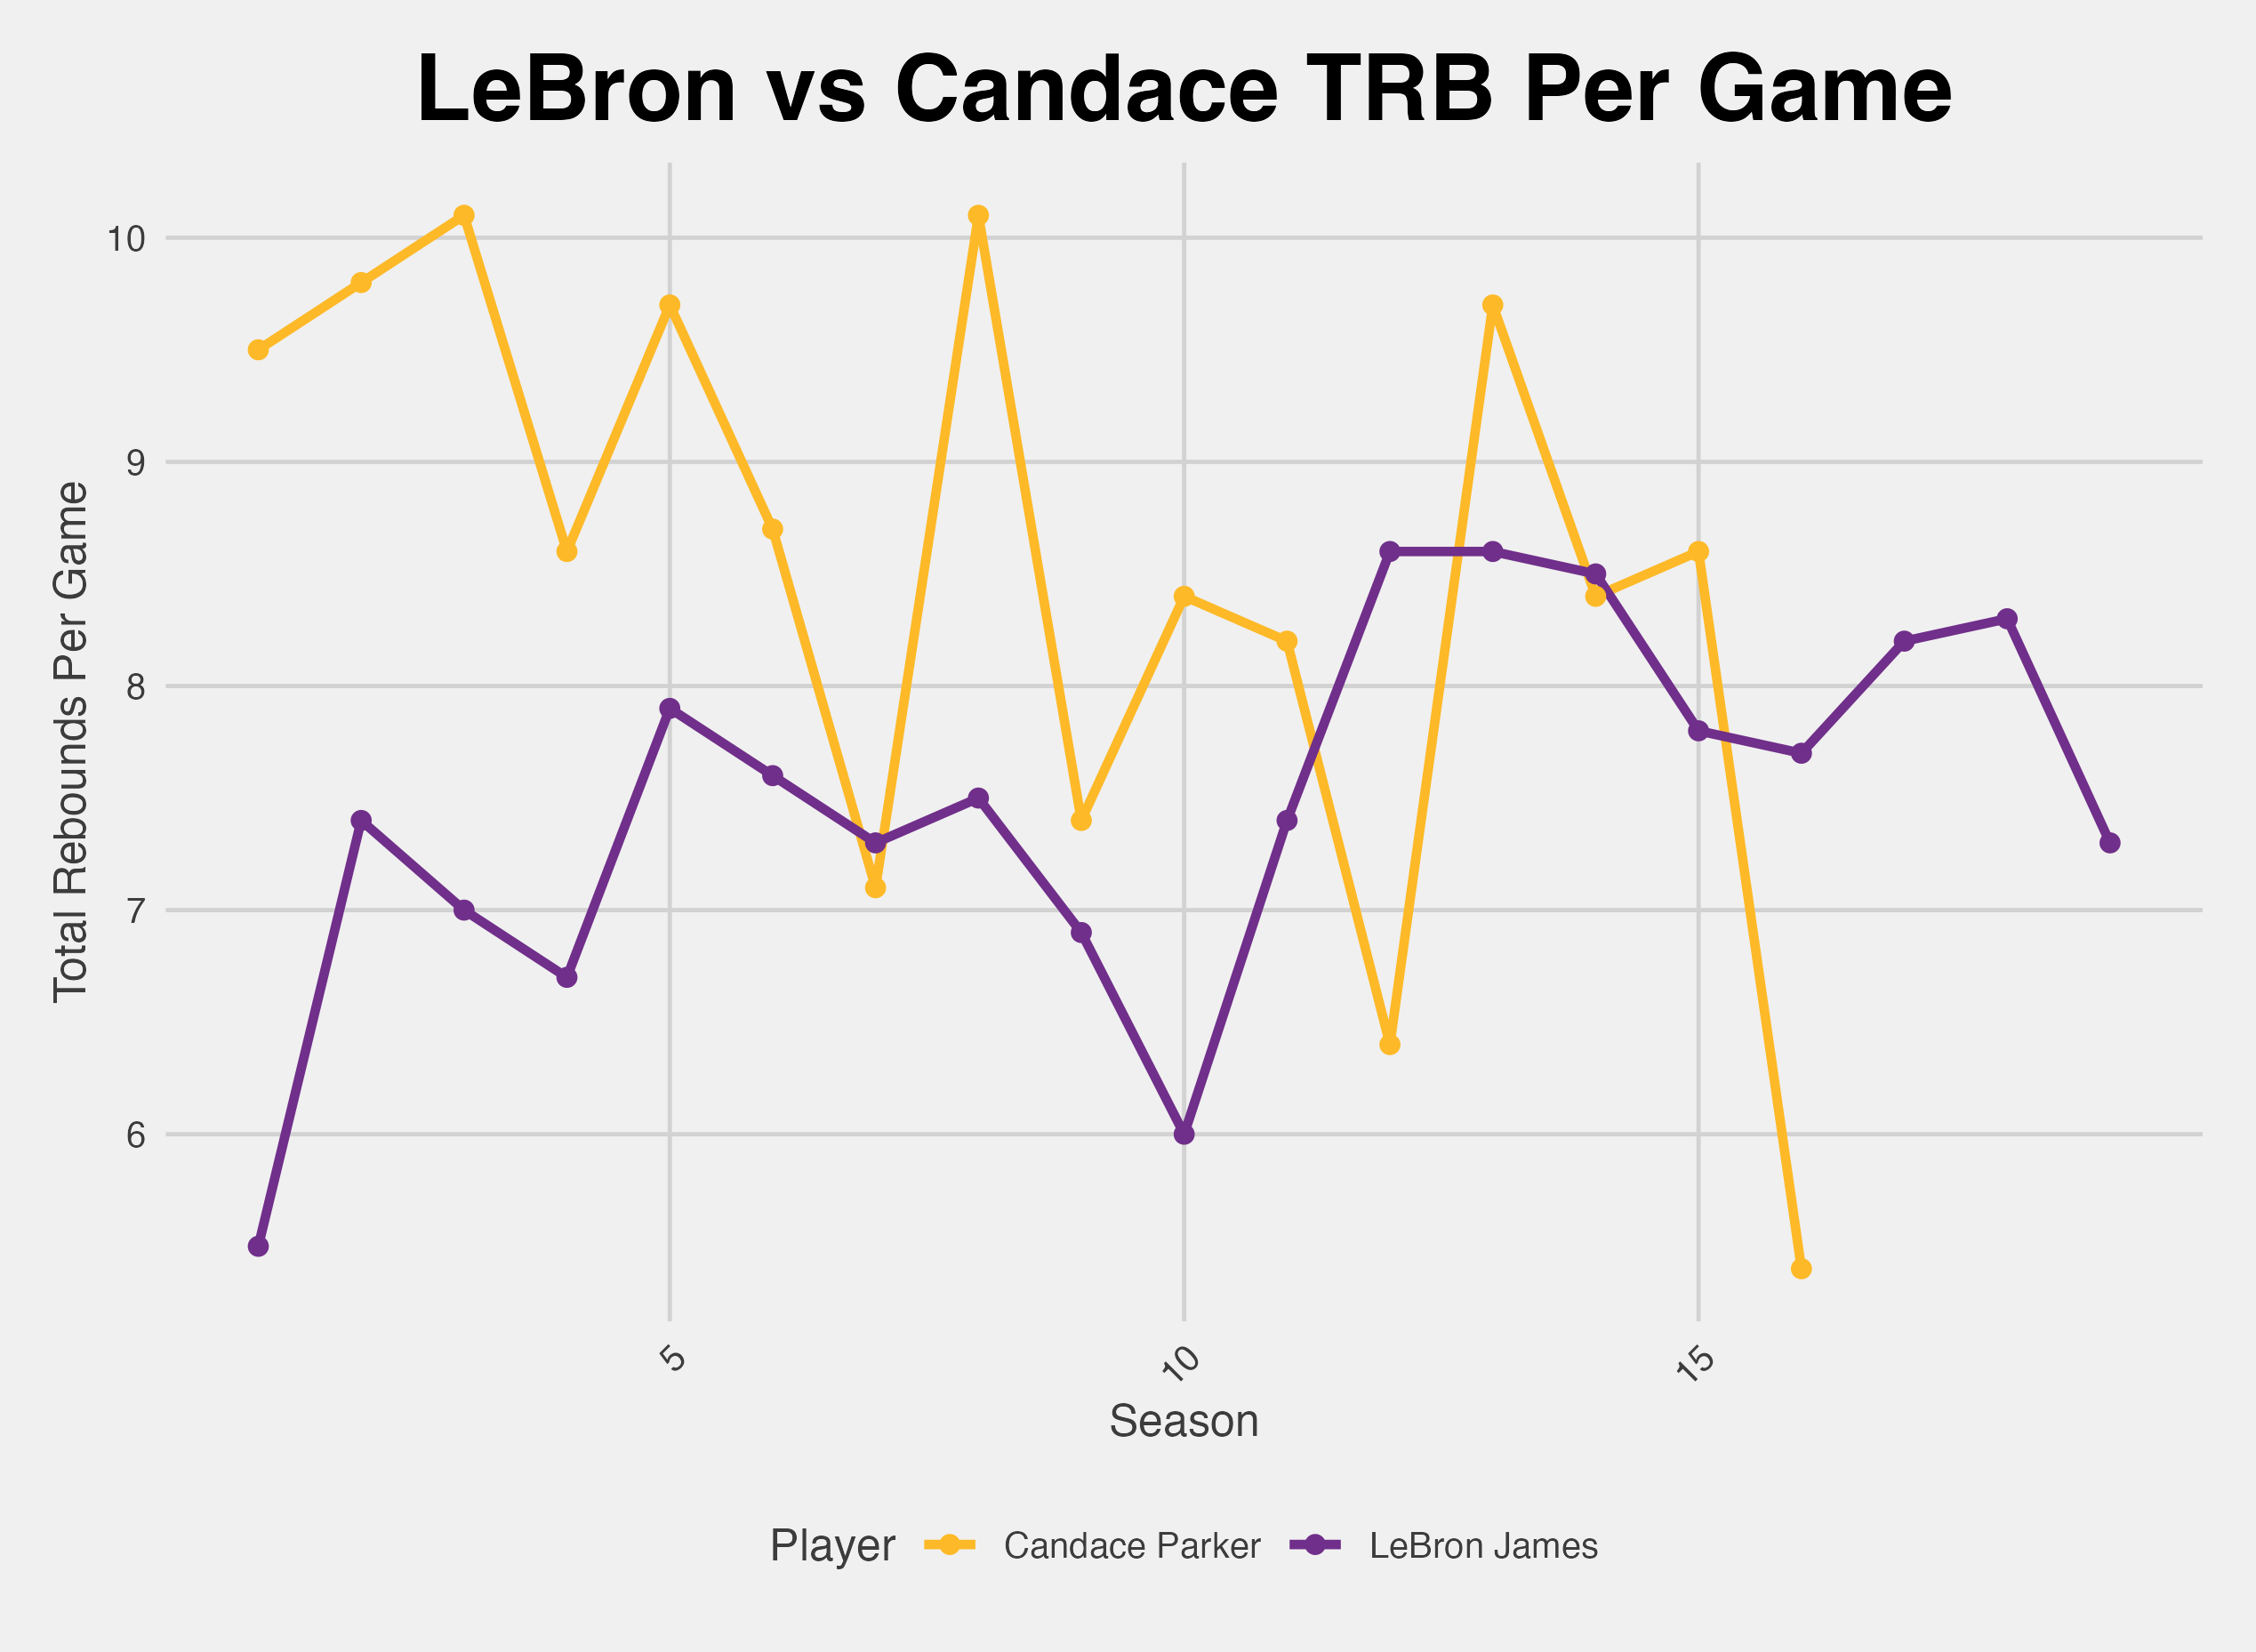 LeBron vs Candace TRB Per Game
Total Rebounds Per Game
10
9
8
7
6
5
10
15
Season
Player
Candace Parker
LeBron James